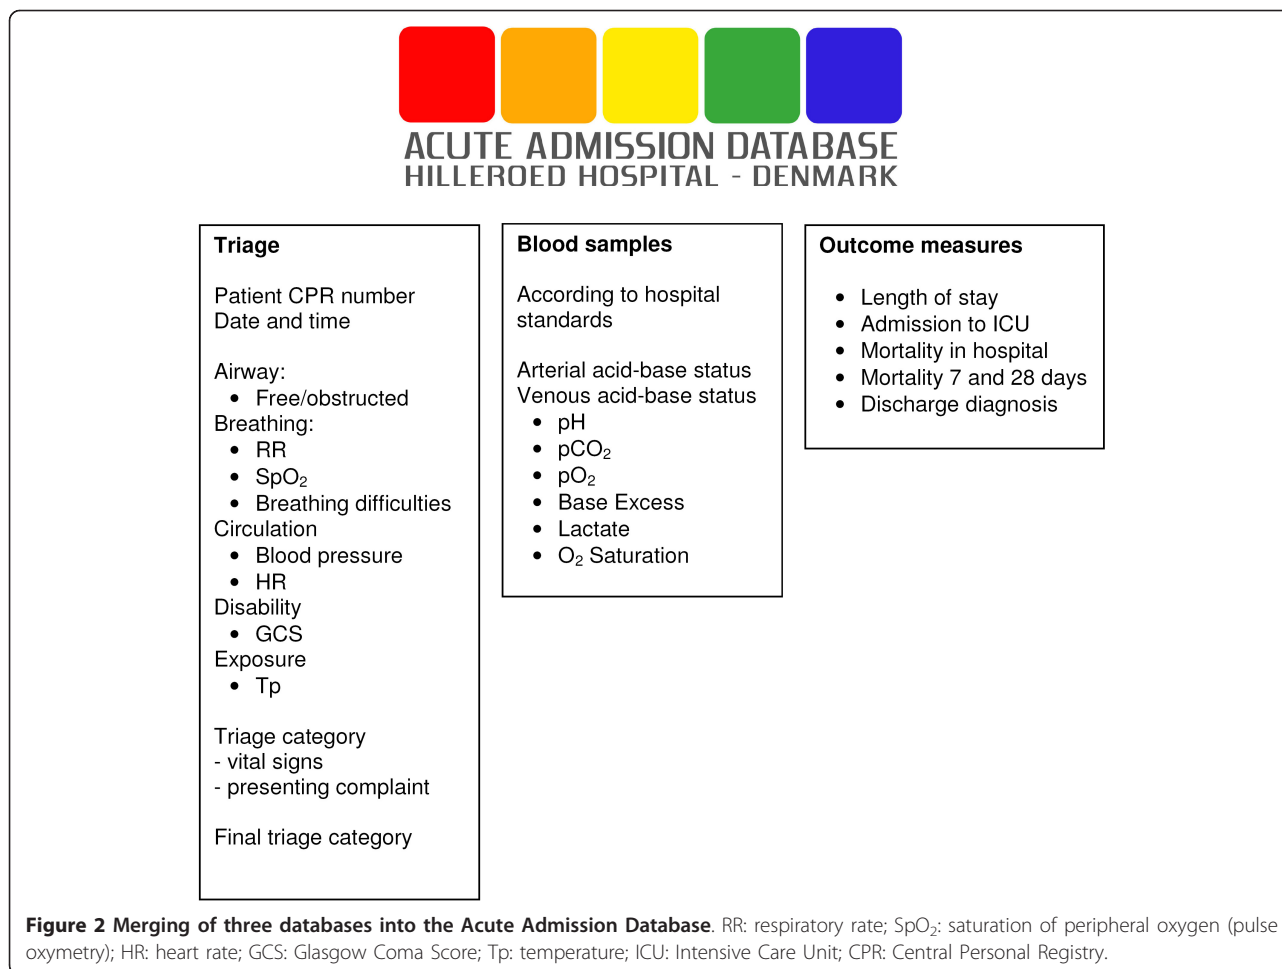 ACUTE ADMISSION DATABASE
HILLEROED HOSPITAL - DENMARK
Triage
Patient CPR number
Date and time
Airway:
• Free/obstructed
Breathing:
• RR
• SpO₂
• Breathing difficulties
Circulation
• Blood pressure
• HR
Disability
• GCS
Exposure
• Tp
Triage category
- vital signs
- presenting complaint
Final triage category
Blood samples
According to hospital
standards
Arterial acid-base status
Venous acid-base status
• pH
• pCO₂
• pO₂
• Base Excess
• Lactate
• O₂ Saturation
Outcome measures
• Length of stay
• Admission to ICU
• Mortality in hospital
• Mortality 7 and 28 days
• Discharge diagnosis
Figure 2 Merging of three databases into the Acute Admission Database. RR: respiratory rate; SpO₂: saturation of peripheral oxygen (pulse
oxymetry); HR: heart rate; GCS: Glasgow Coma Score; Tp: temperature; ICU: Intensive Care Unit; CPR: Central Personal Registry.